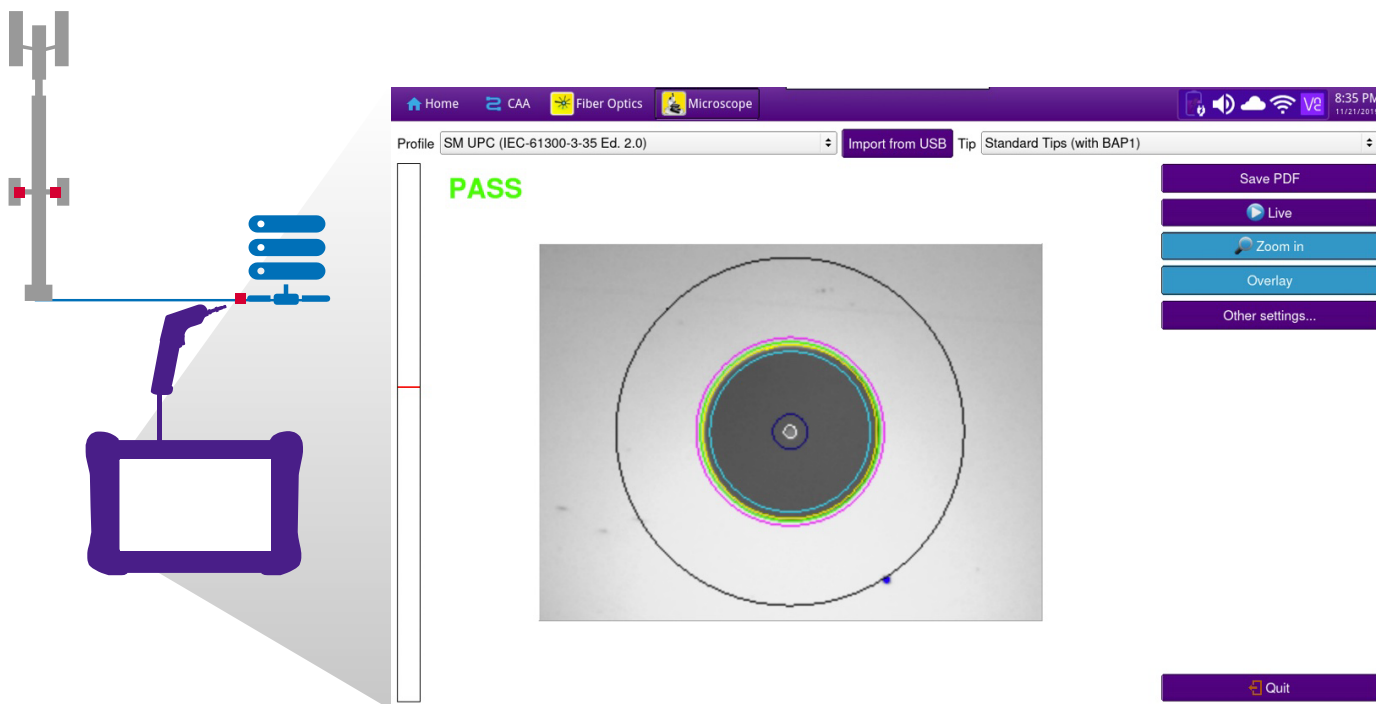 Home CAA Fiber Optics Microscope 8:35 PM
Profile SM UPC (IEC-61300-3-35 Ed. 2.0) Import from USB Tip Standard Tips (with BAP1)
PASS
Save PDF
Live
Zoom in
Overlay
Other settings...
Quit